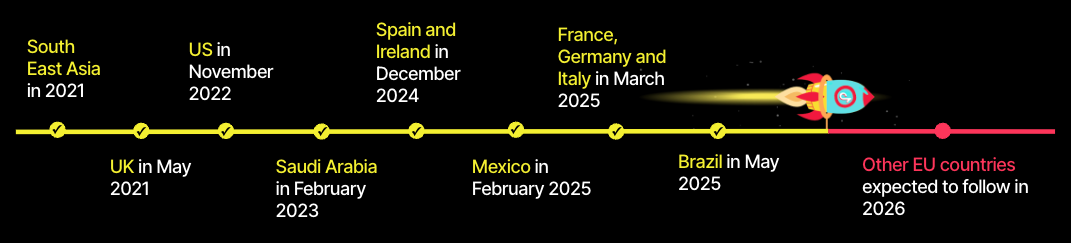 South
East Asia
in 2021
UK in May
2021
US in
November
2022
Saudi Arabia
in February
2023
Spain and
Ireland in
December
2024
Mexico in
February 2025
France,
Germany and
Italy in March
2025
Brazil in May
2025
Other EU countries
expected to follow in
2026